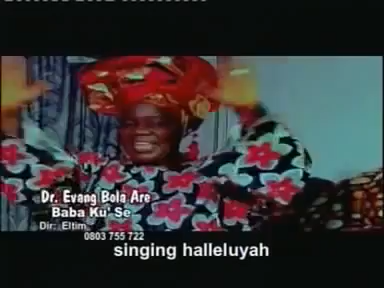 Dr. Evang Bola Are
Baba Ku' Se
Dir: Eltim
0803 755 722
singing halleluyah